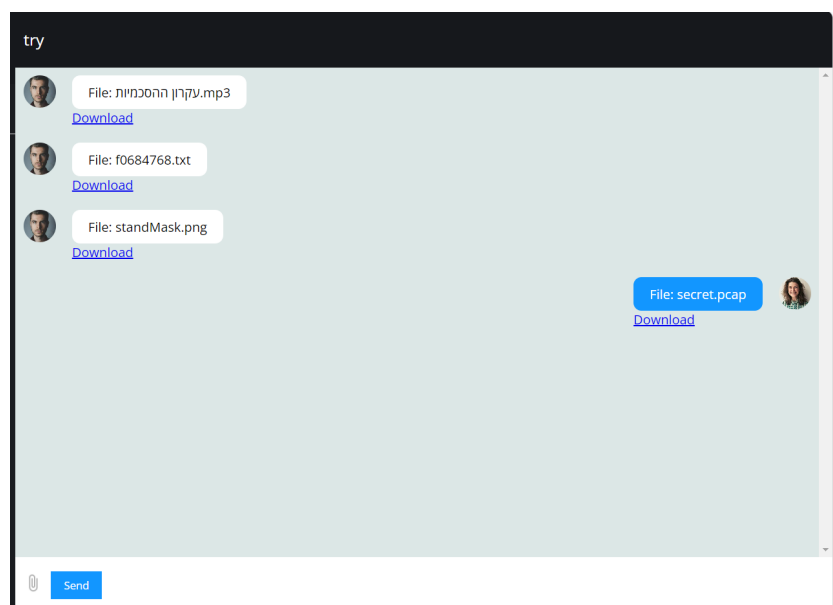 try
File: עקרון ההסכמיות.mp3
Download
File: f0684768.txt
Download
File: standMask.png
Download
File: secret.pcap
Download
Send